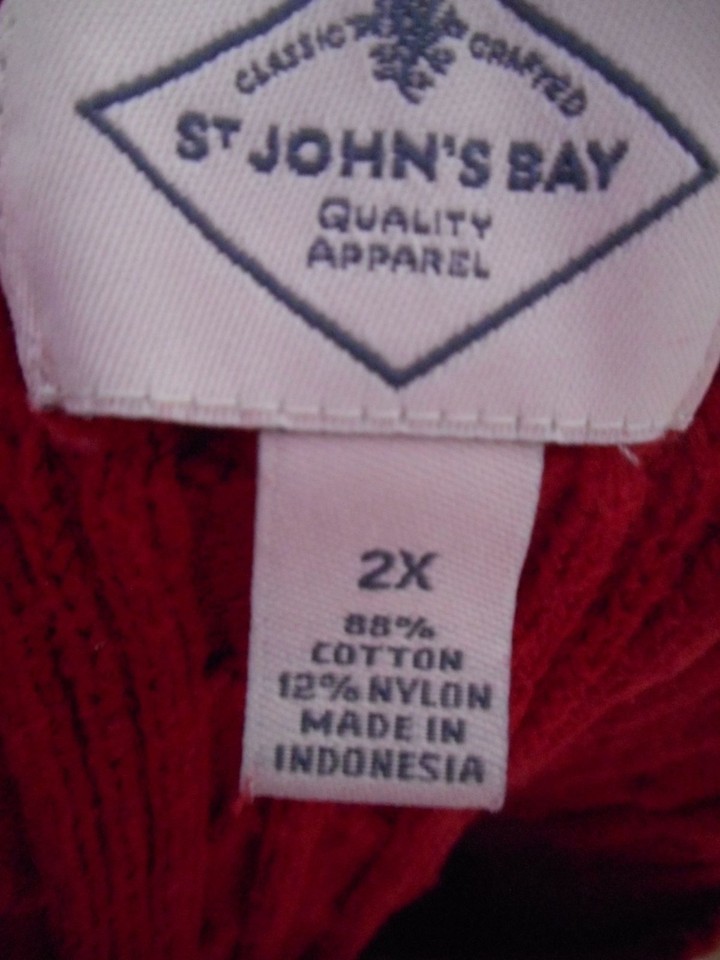 CLASSIC CRAFTED
ST JOHN'S BAY
QUALITY
APPAREL
2X
88%
COTTON
12% NYLON
MADE IN
INDONESIA